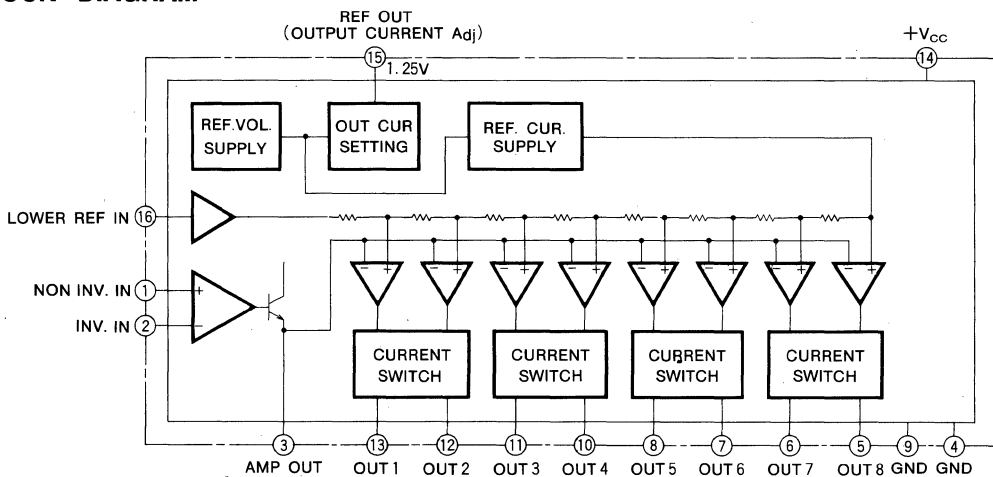 REF OUT
(OUTPUT CURRENT Adj)
+Vcc
15
14
1.25V
REF.VOL.
SUPPLY
OUT CUR
SETTING
REF. CUR.
SUPPLY
LOWER REF IN 16
- + - + - + - + - + - + - + - +
NON INV. IN 1 +
INV. IN 2 -
CURRENT
SWITCH
CURRENT
SWITCH
CURRENT
SWITCH
CURRENT
SWITCH
3 13 12 11 10 8 7 6 5 9 4
AMP OUT OUT 1 OUT 2 OUT 3 OUT 4 OUT 5 OUT 6 OUT 7 OUT 8 GND GND